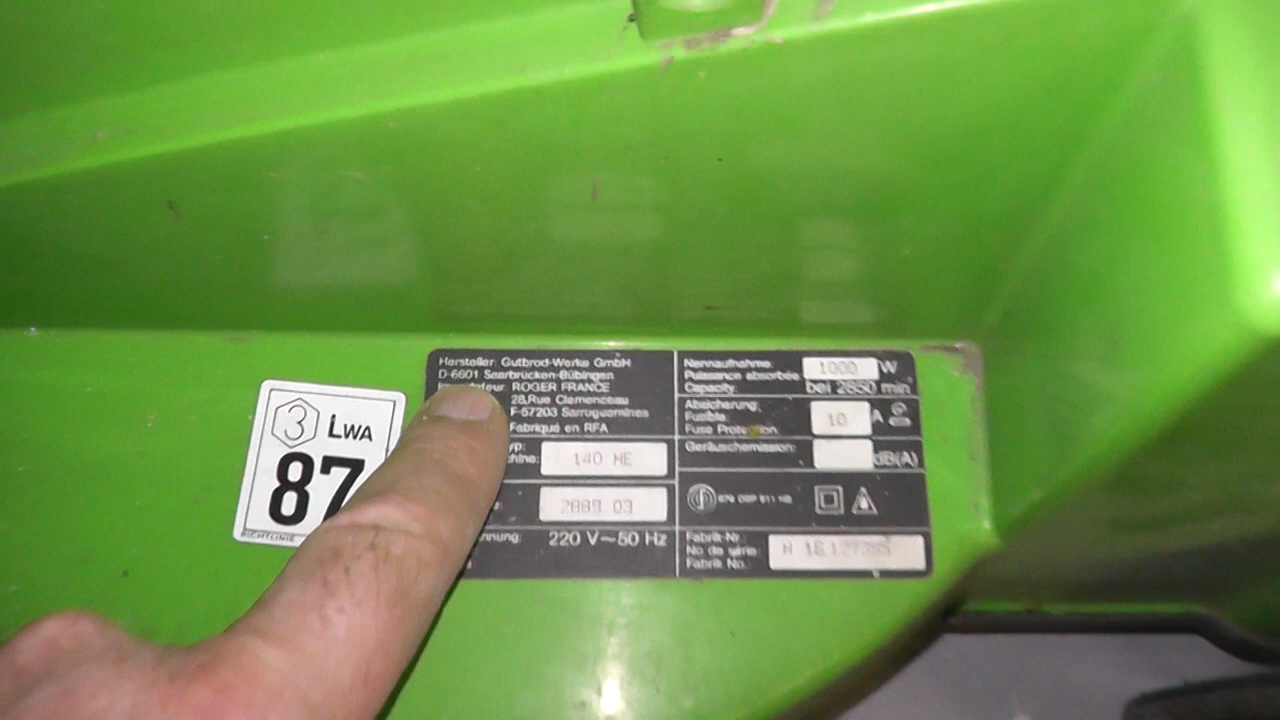 3 LWA
87
RICHTLINIE
Hersteller: Gutbrod-Werke GmbH
D-6601 Saarbrücken-Bübingen
ROGER FRANCE
28,Rue Clemenceau
F-57203 Sarreguemines
Fabriqué en RFA
140 HE
2889 03
220 V~50 Hz
Nennaufnahme:
Puissance absorbée:
Capacity:
1000 W
bei 2850 min
Absicherung:
Fusible:
Fuse Protection:
10 A
Geräuschemission:
dB(A)
Fabrik-Nr.
No de série:
Fabrik No.